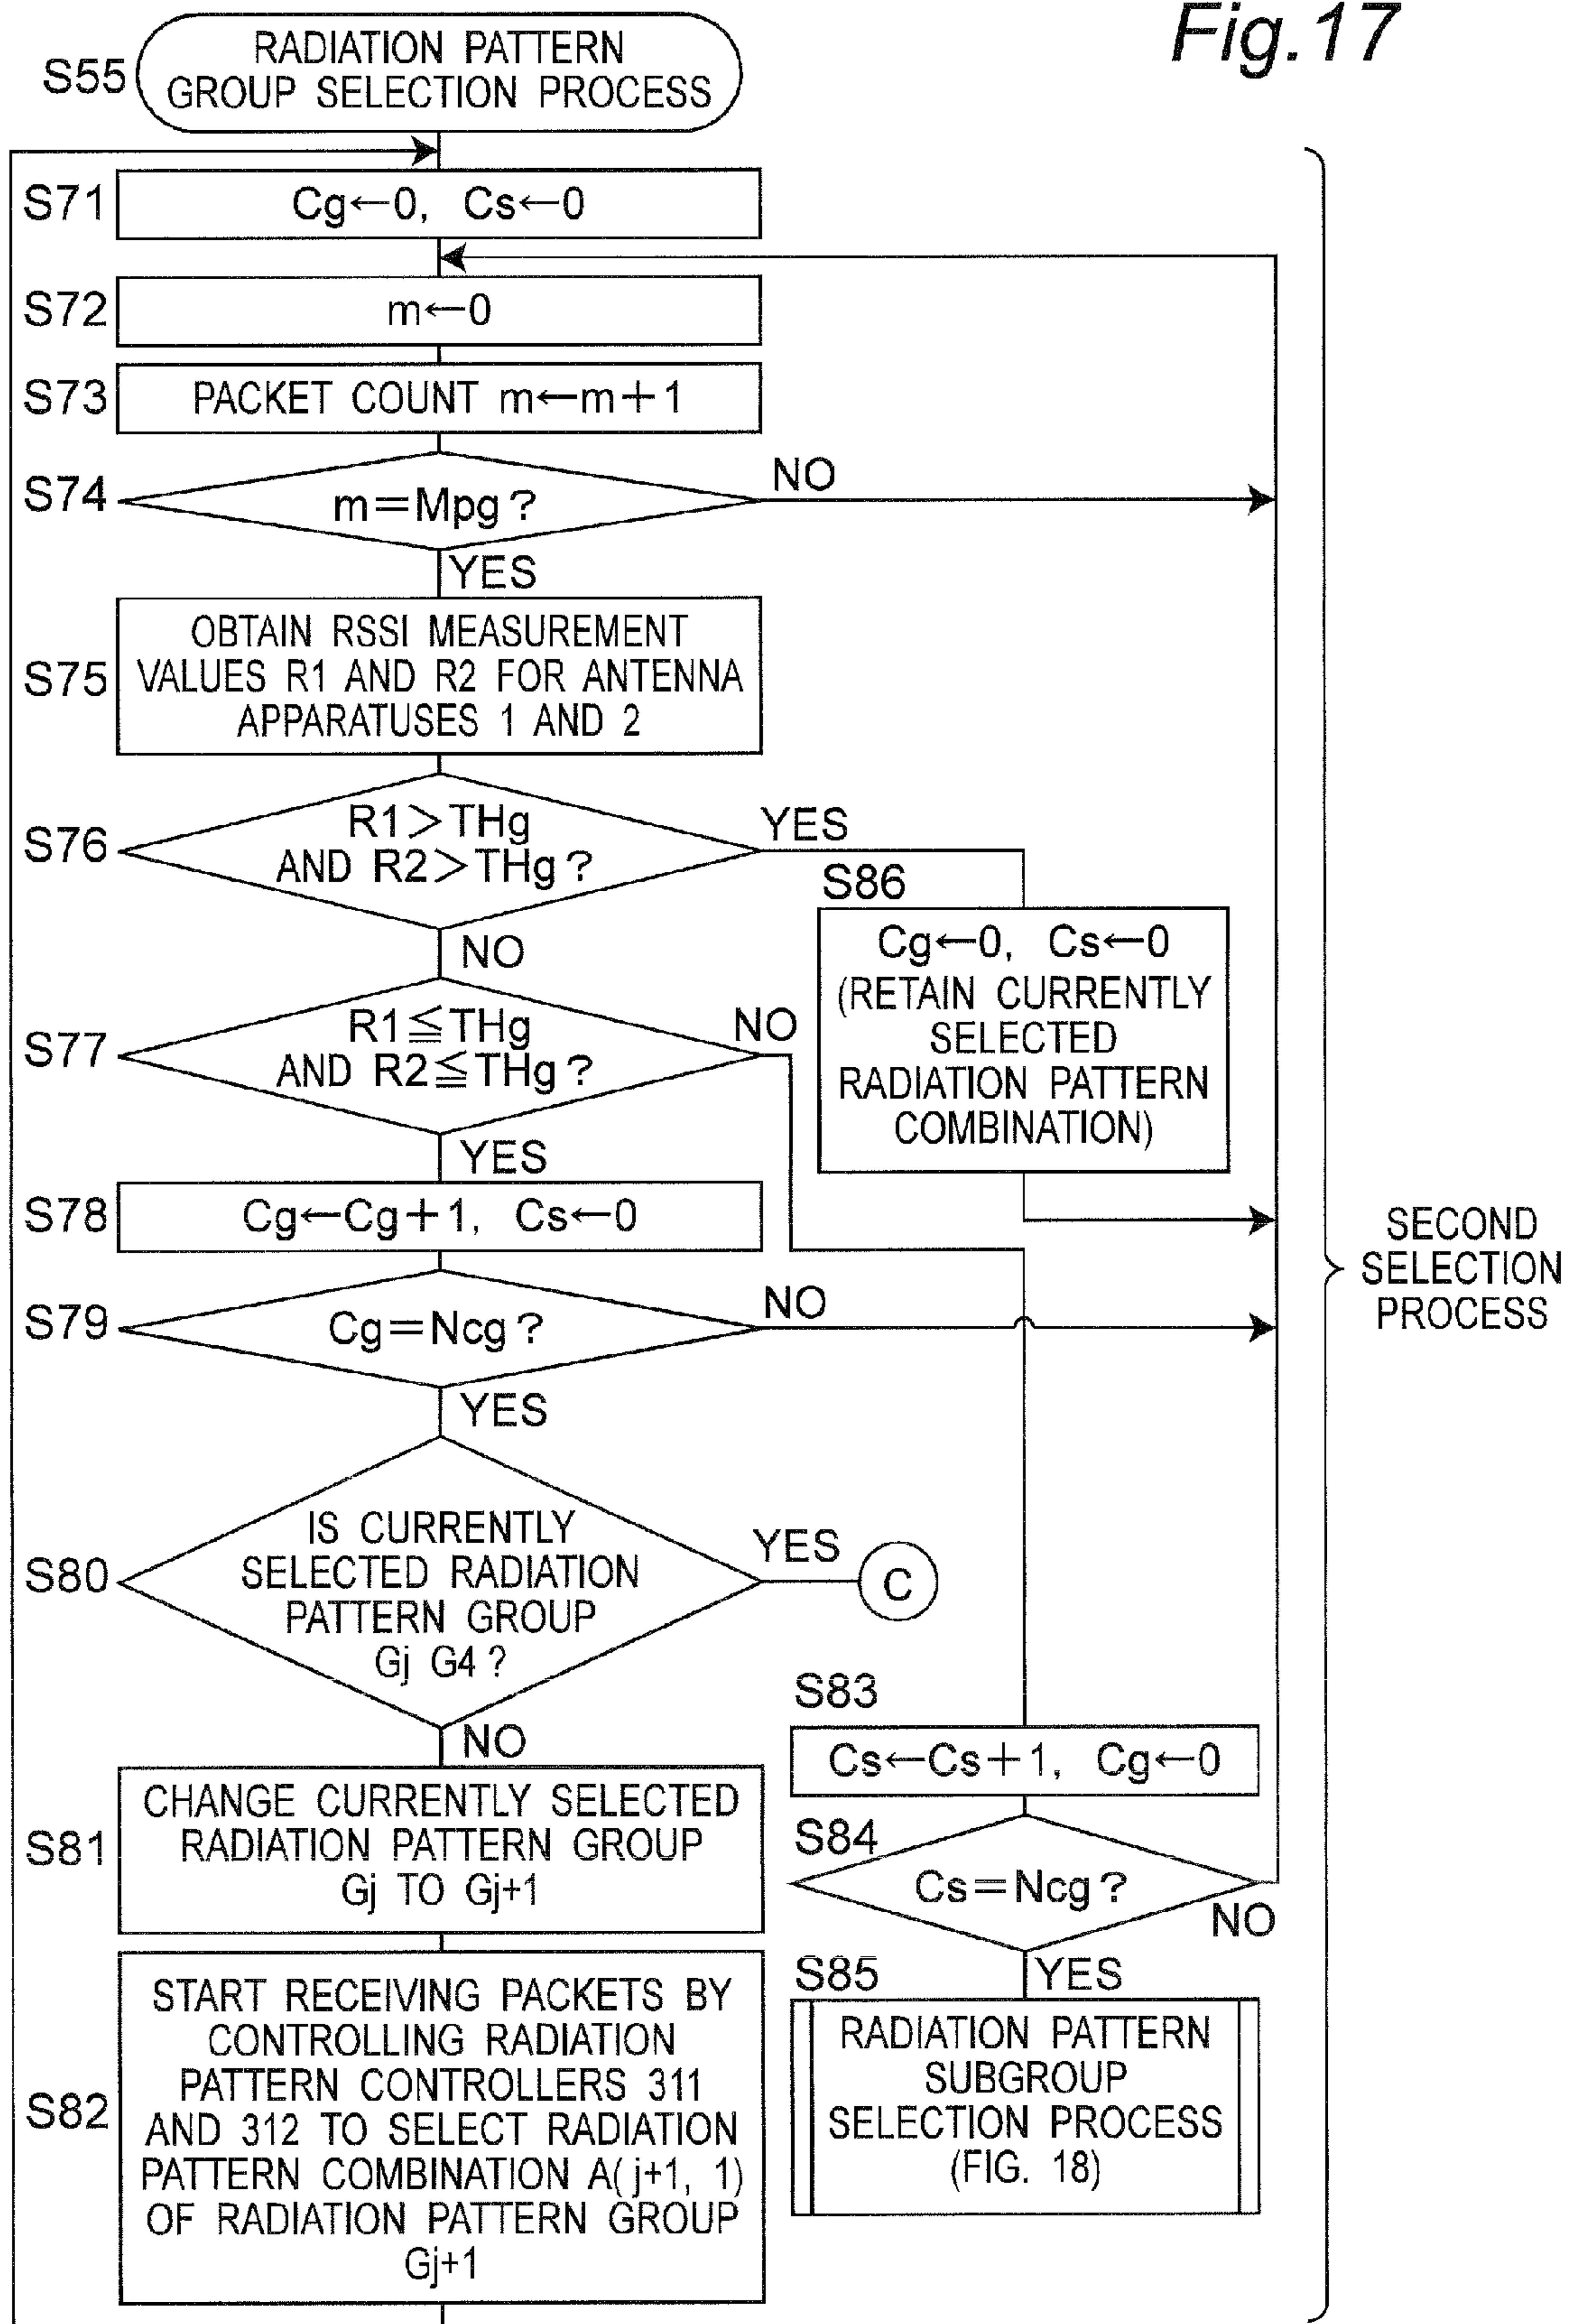 Fig.17
S55
RADIATION PATTERN
GROUP SELECTION PROCESS
S71
Cg←0, Cs←0
S72
m←0
S73
PACKET COUNT m←m+1
S74
m=Mpg?
NO
YES
S75
OBTAIN RSSI MEASUREMENT
VALUES R1 AND R2 FOR ANTENNA
APPARATUSES 1 AND 2
S76
R1>THg
AND R2>THg?
YES
NO
S86
Cg←0, Cs←0
(RETAIN CURRENTLY
SELECTED
RADIATION PATTERN
COMBINATION)
S77
R1≦THg
AND R2≦THg?
NO
YES
S78
Cg←Cg+1, Cs←0
S79
Cg=Ncg?
NO
YES
S80
IS CURRENTLY
SELECTED RADIATION
PATTERN GROUP
Gj G4?
YES
C
NO
S81
CHANGE CURRENTLY SELECTED
RADIATION PATTERN GROUP
Gj TO Gj+1
S82
START RECEIVING PACKETS BY
CONTROLLING RADIATION
PATTERN CONTROLLERS 311
AND 312 TO SELECT RADIATION
PATTERN COMBINATION A(j+1, 1)
OF RADIATION PATTERN GROUP
Gj+1
S83
Cs←Cs+1, Cg←0
S84
Cs=Ncg?
NO
YES
S85
RADIATION PATTERN
SUBGROUP
SELECTION PROCESS
(FIG. 18)
SECOND
SELECTION
PROCESS